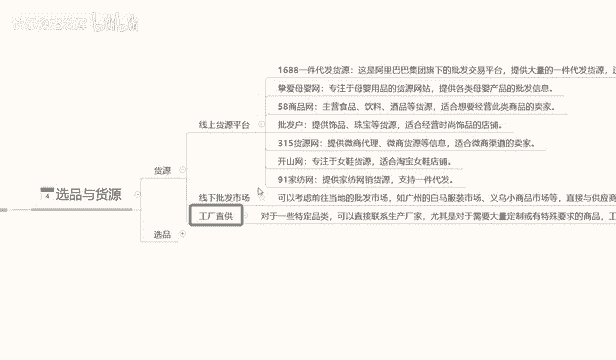 bilibili
1688一件代发货源：这是阿里巴巴集团旗下的批发交易平台，提供大量的一件代发货源，
挚爱母婴网：专注于母婴用品的货源网站，提供各类母婴产品的批发信息。
58商品网：主营食品、饮料、酒品等货源，适合想要经营此类商品的卖家。
线上货源平台
批发户：提供饰品、珠宝等货源，适合经营时尚饰品的店铺。
315货源网：提供微商代理、微商货源等信息，适合微商渠道的卖家。
货源
开山网：专注于女鞋货源，适合淘宝女鞋店铺。
91家纺网：提供家纺网销货源，支持一件代发。
4 选品与货源
线下批发市场 可以考虑前往当地的批发市场，如广州的白马服装市场、义乌小商品市场等，直接与供应商
工厂直供 对于一些特定品类，可以直接联系生产厂家，尤其是对于需要大量定制或有特殊要求的商品，工
选品